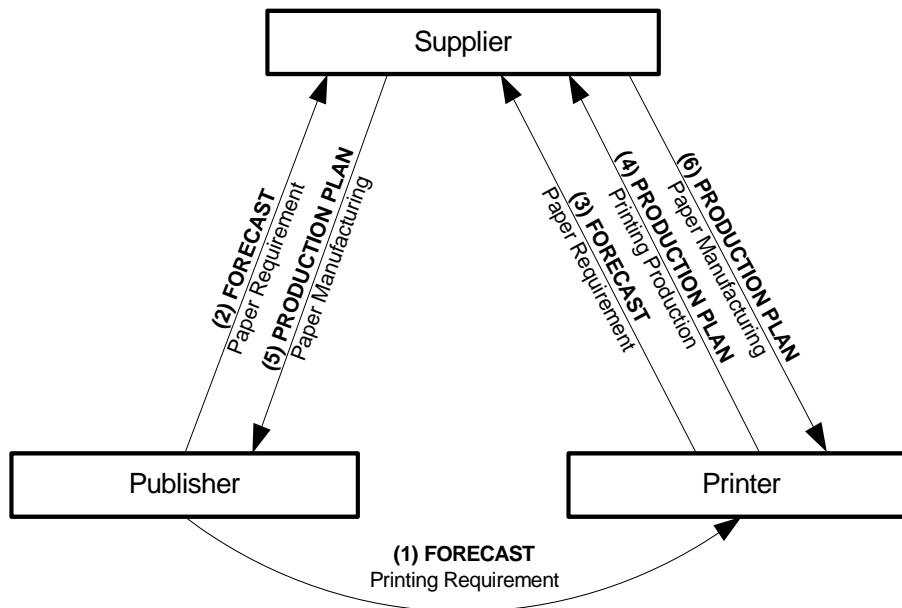 Supplier
(2) FORECAST
Paper Requirement
(5) PRODUCTION PLAN
Paper Manufacturing
(3) FORECAST
Paper Requirement
(4) PRODUCTION PLAN
Printing Production
(6) PRODUCTION PLAN
Paper Manufacturing
Publisher
Printer
(1) FORECAST
Printing Requirement